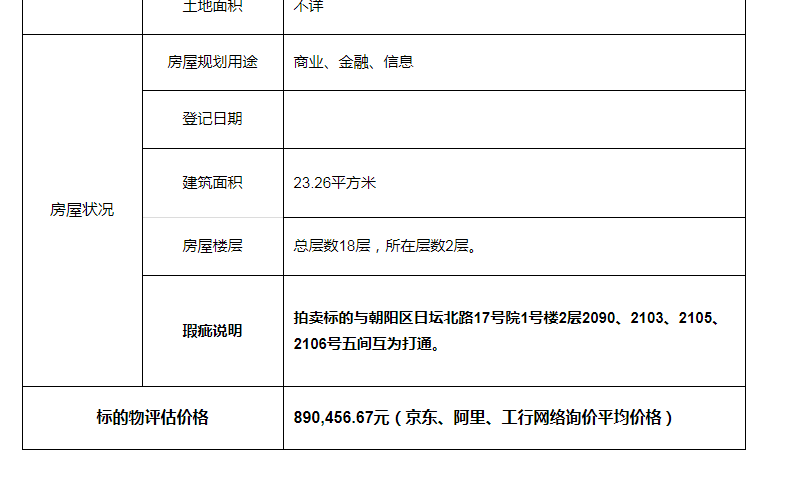 土地面积 不详
房屋规划用途 商业、金融、信息
登记日期
建筑面积 23.26平方米
房屋状况
房屋楼层 总层数18层，所在层数2层。
瑕疵说明 拍卖标的与朝阳区日坛北路17号院1号楼2层2090、2103、2105、
2106号五间互为打通。
标的物评估价格 890,456.67元（京东、阿里、工行网络询价平均价格）